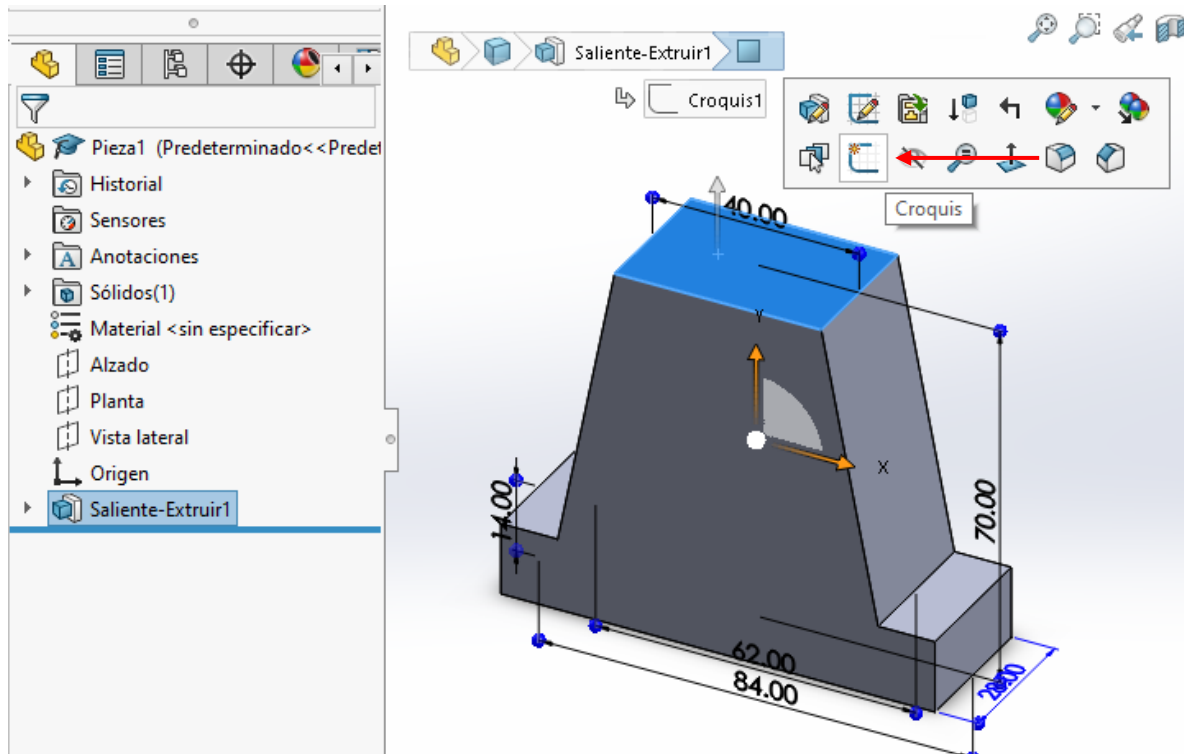 Saliente-Extruir1
Croquis1
Pieza1 (Predeterminado<<Predet
Historial
Sensores
A Anotaciones
Sólidos(1)
Material <sin especificar>
Alzado
Planta
Vista lateral
Origen
Saliente-Extruir1
Croquis
40.00
Y
X
14.00
70.00
62.00
84.00